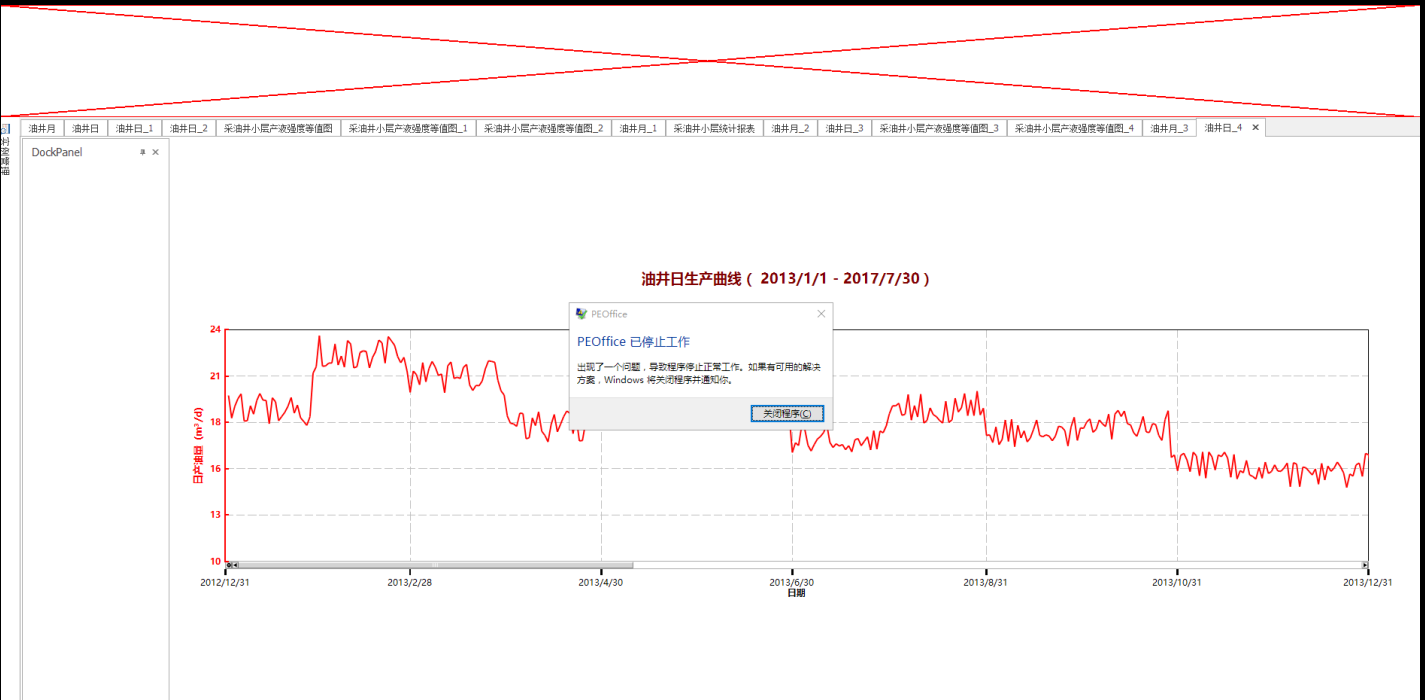 油井月 油井日 油井日_1 油井日_2 采油井小层产液强度等值图 采油井小层产液强度等值图_1 采油井小层产液强度等值图_2 油井月_1 采油井小层统计报表 油井月_2 油井日_3 采油井小层产液强度等值图_3 采油井小层产液强度等值图_4 油井月_3 油井日_4
DockPanel
油井日生产曲线（ 2013/1/1 - 2017/7/30 ）
PEOffice
PEOffice 已停止工作
出现了一个问题，导致程序停止正常工作。如果有可用的解决
方案，Windows 将关闭程序并通知你。
关闭程序(C)
日产油量（m³/d）
24
21
18
16
13
10
2012/12/31 2013/2/28 2013/4/30 2013/6/30 2013/8/31 2013/10/31 2013/12/31
日期